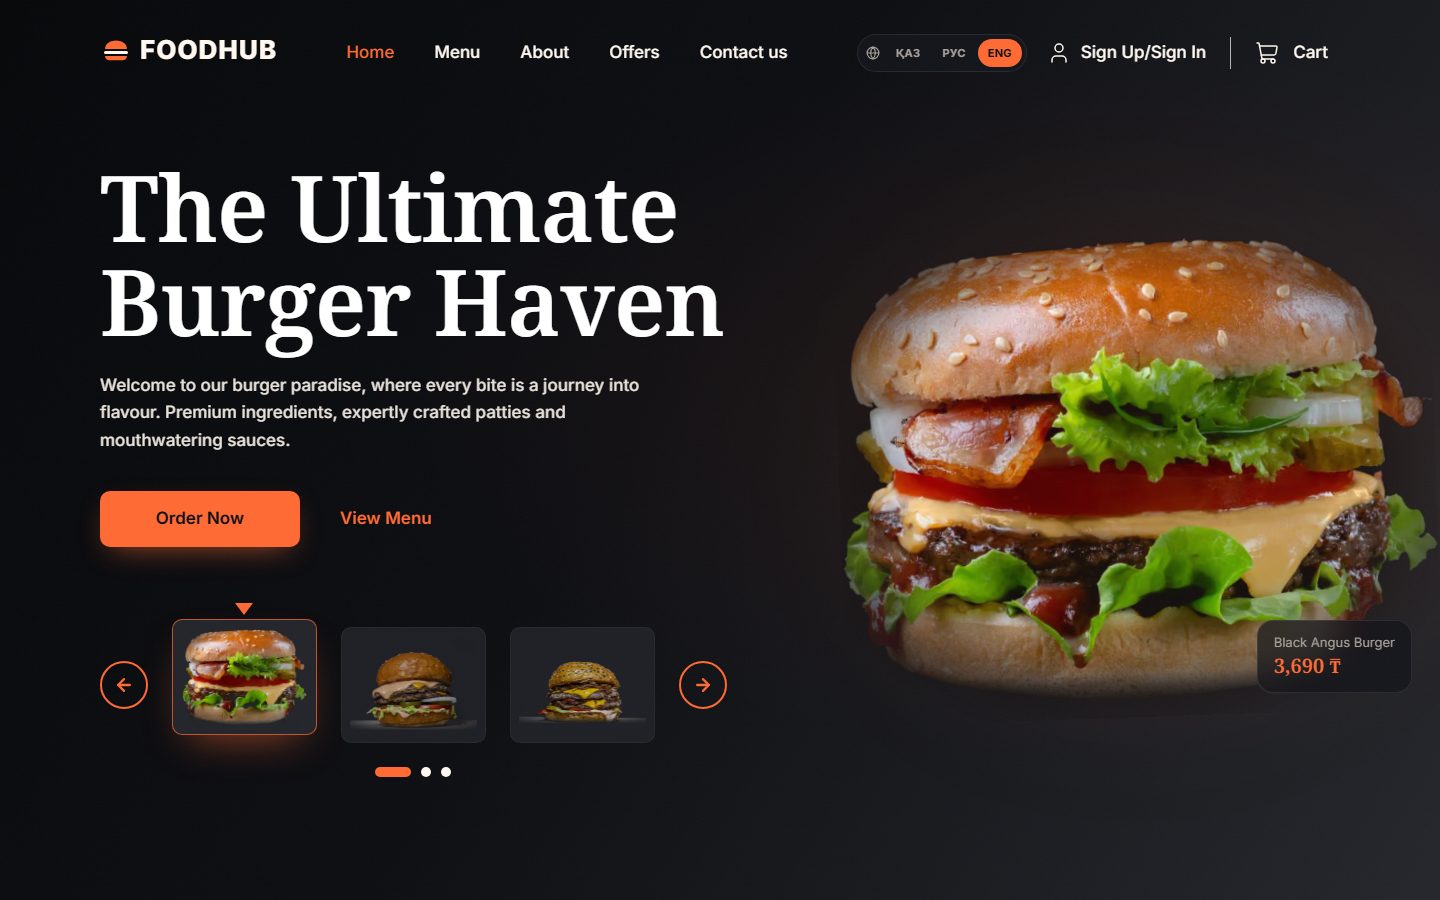 FOODHUB
Home
Menu
About
Offers
Contact us
ҚАЗ
РУС
ENG
Sign Up/Sign In
Cart
The Ultimate
Burger Haven
Welcome to our burger paradise, where every bite is a journey into
flavour. Premium ingredients, expertly crafted patties and
mouthwatering sauces.
Order Now
View Menu
Black Angus Burger
3,690 ₸